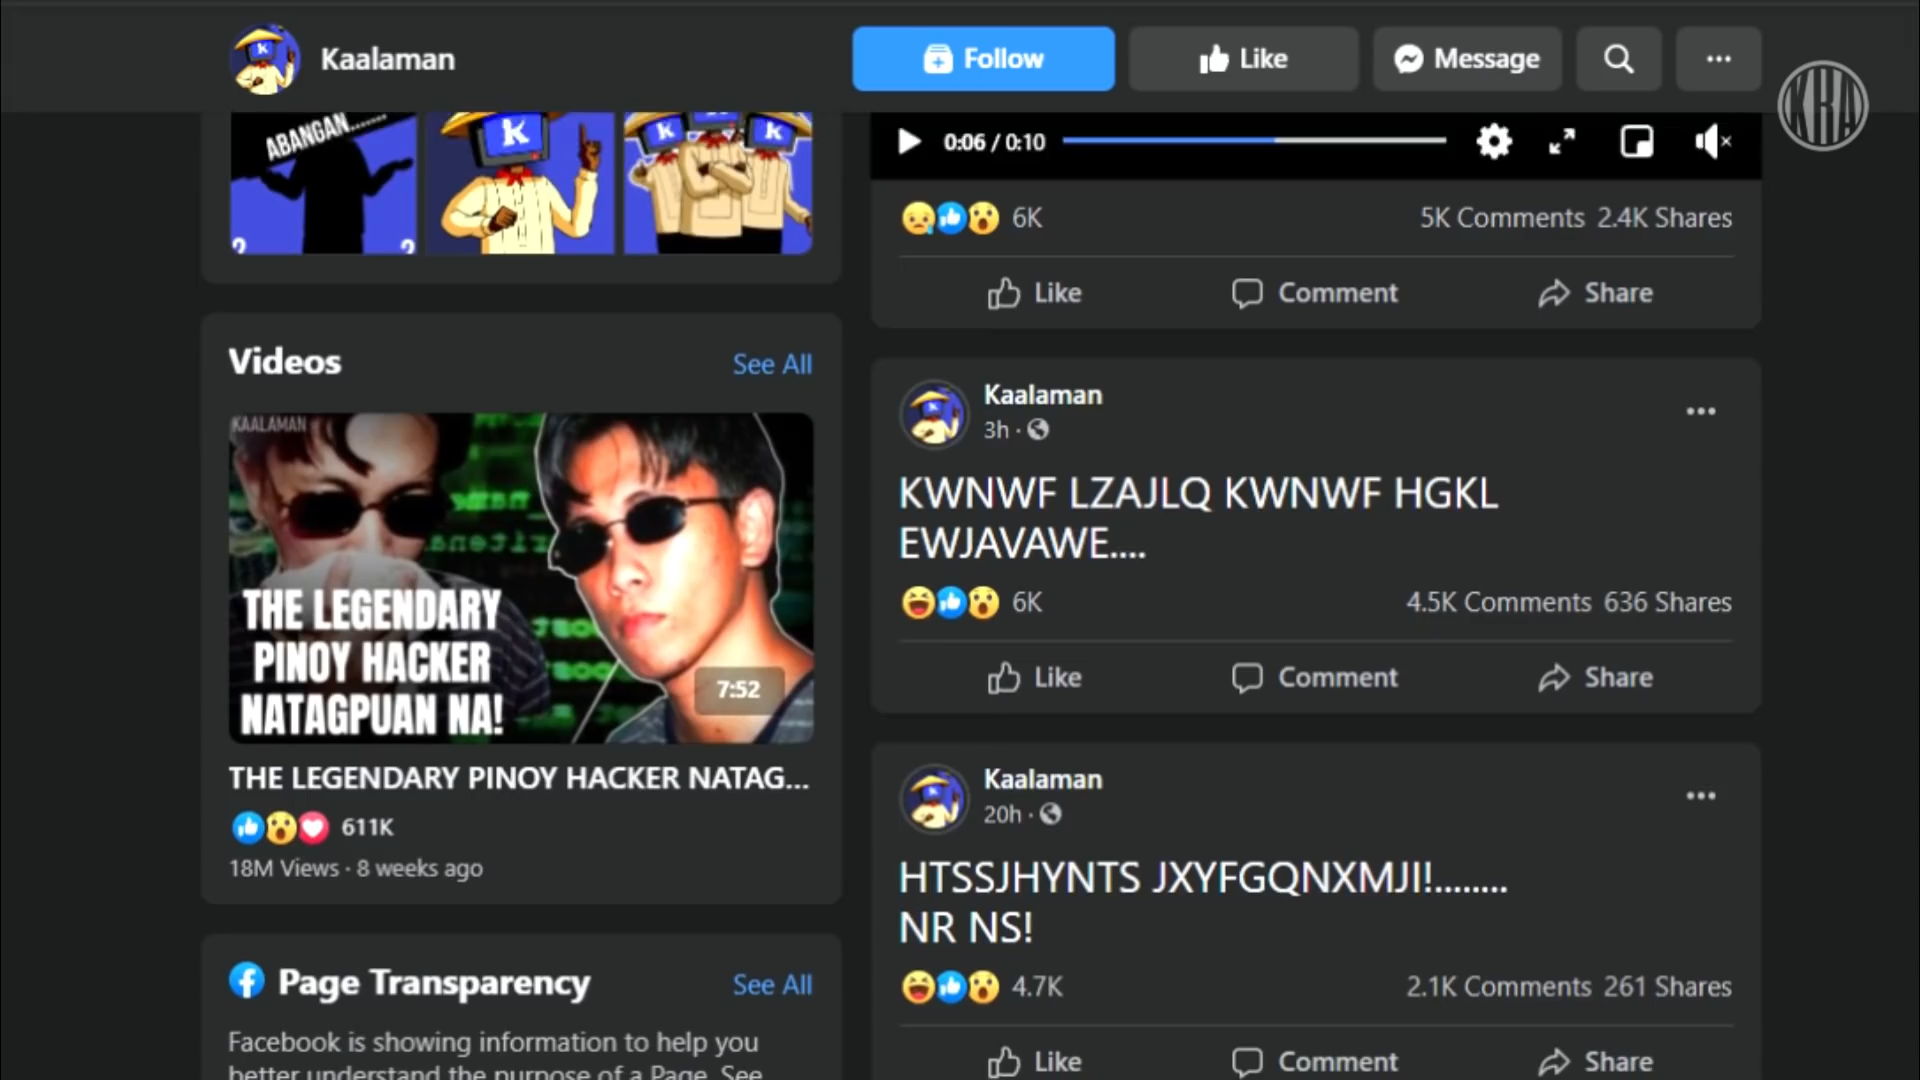 Kaalaman
Follow
Like
Message
...
KRA
ABANGAN.......
? ?
K
K K
0:06 / 0:10
6K
5K Comments 2.4K Shares
Like
Comment
Share
Videos
See All
KAALAMAN
THE LEGENDARY
PINOY HACKER
NATAGPUAN NA!
7:52
THE LEGENDARY PINOY HACKER NATAG...
611K
18M Views · 8 weeks ago
Page Transparency
See All
Facebook is showing information to help you
better understand the purpose of a Page. See
Kaalaman
3h ·
KWNWF LZAJLQ KWNWF HGKL
EWJAVAWE....
6K
4.5K Comments 636 Shares
Like
Comment
Share
Kaalaman
20h ·
HTSSJHYNTS JXYFGQNXMJI!........
NR NS!
4.7K
2.1K Comments 261 Shares
Like
Comment
Share